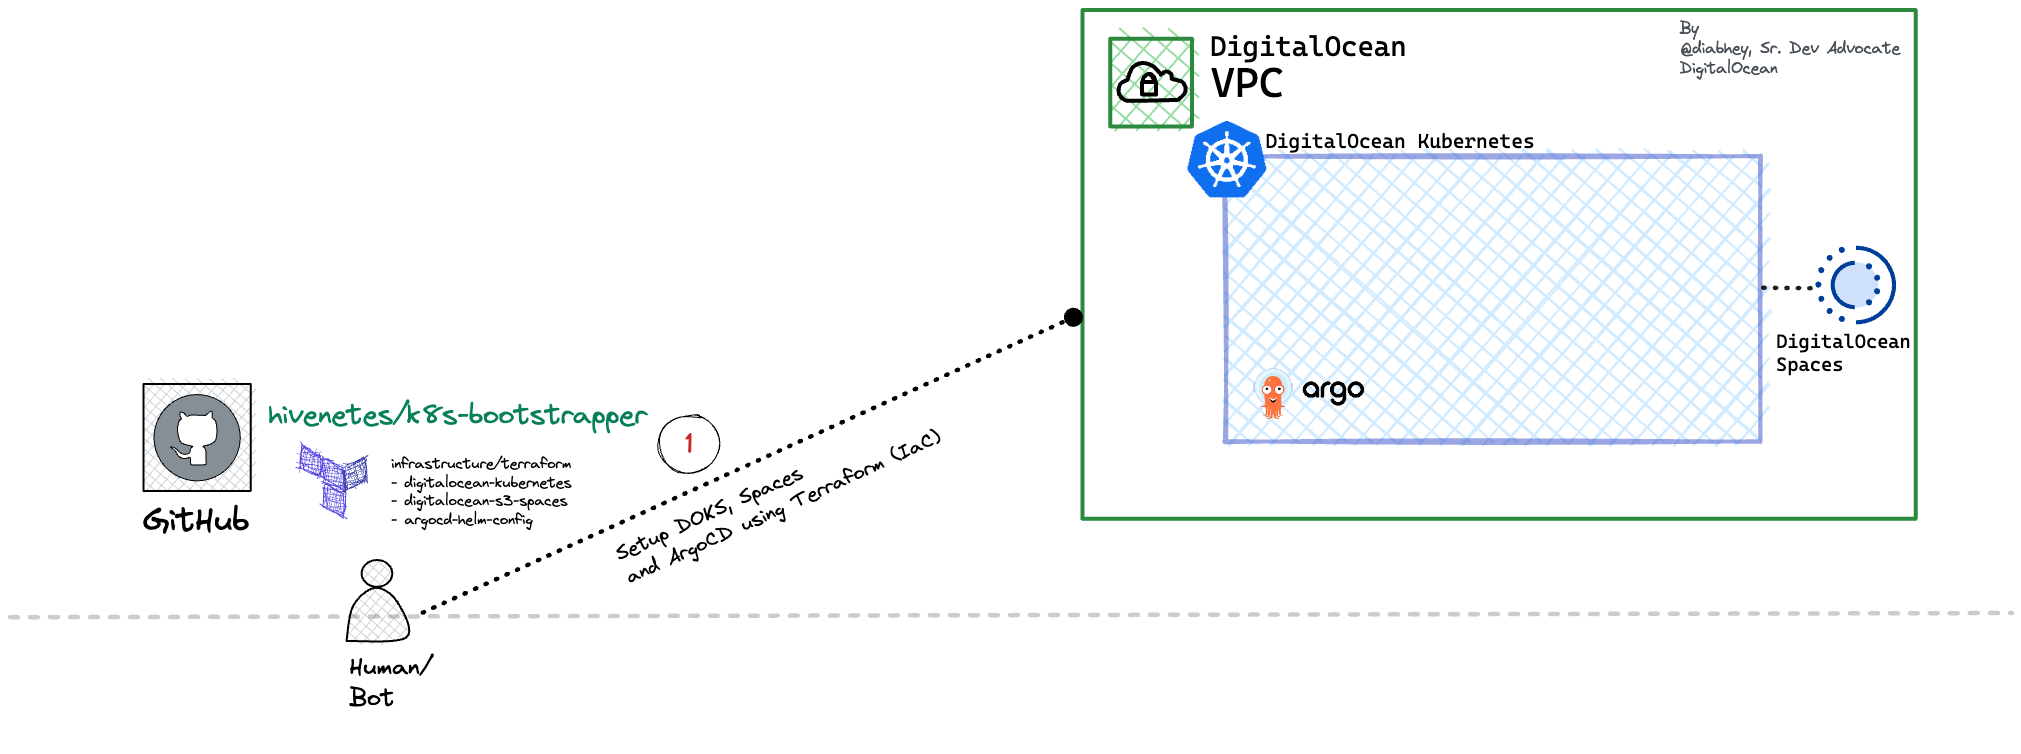 By
@diabhey, Sr. Dev Advocate
DigitalOcean
DigitalOcean
VPC
DigitalOcean Kubernetes
DigitalOcean
Spaces
argo
hivenetes/k8s-bootstrapper
1
infrastructure/terraform
- digitalocean-kubernetes
- digitalocean-s3-spaces
- argocd-helm-config
GitHub
Setup DOKS, Spaces
and ArgoCD using Terraform (IaC)
Human/
Bot